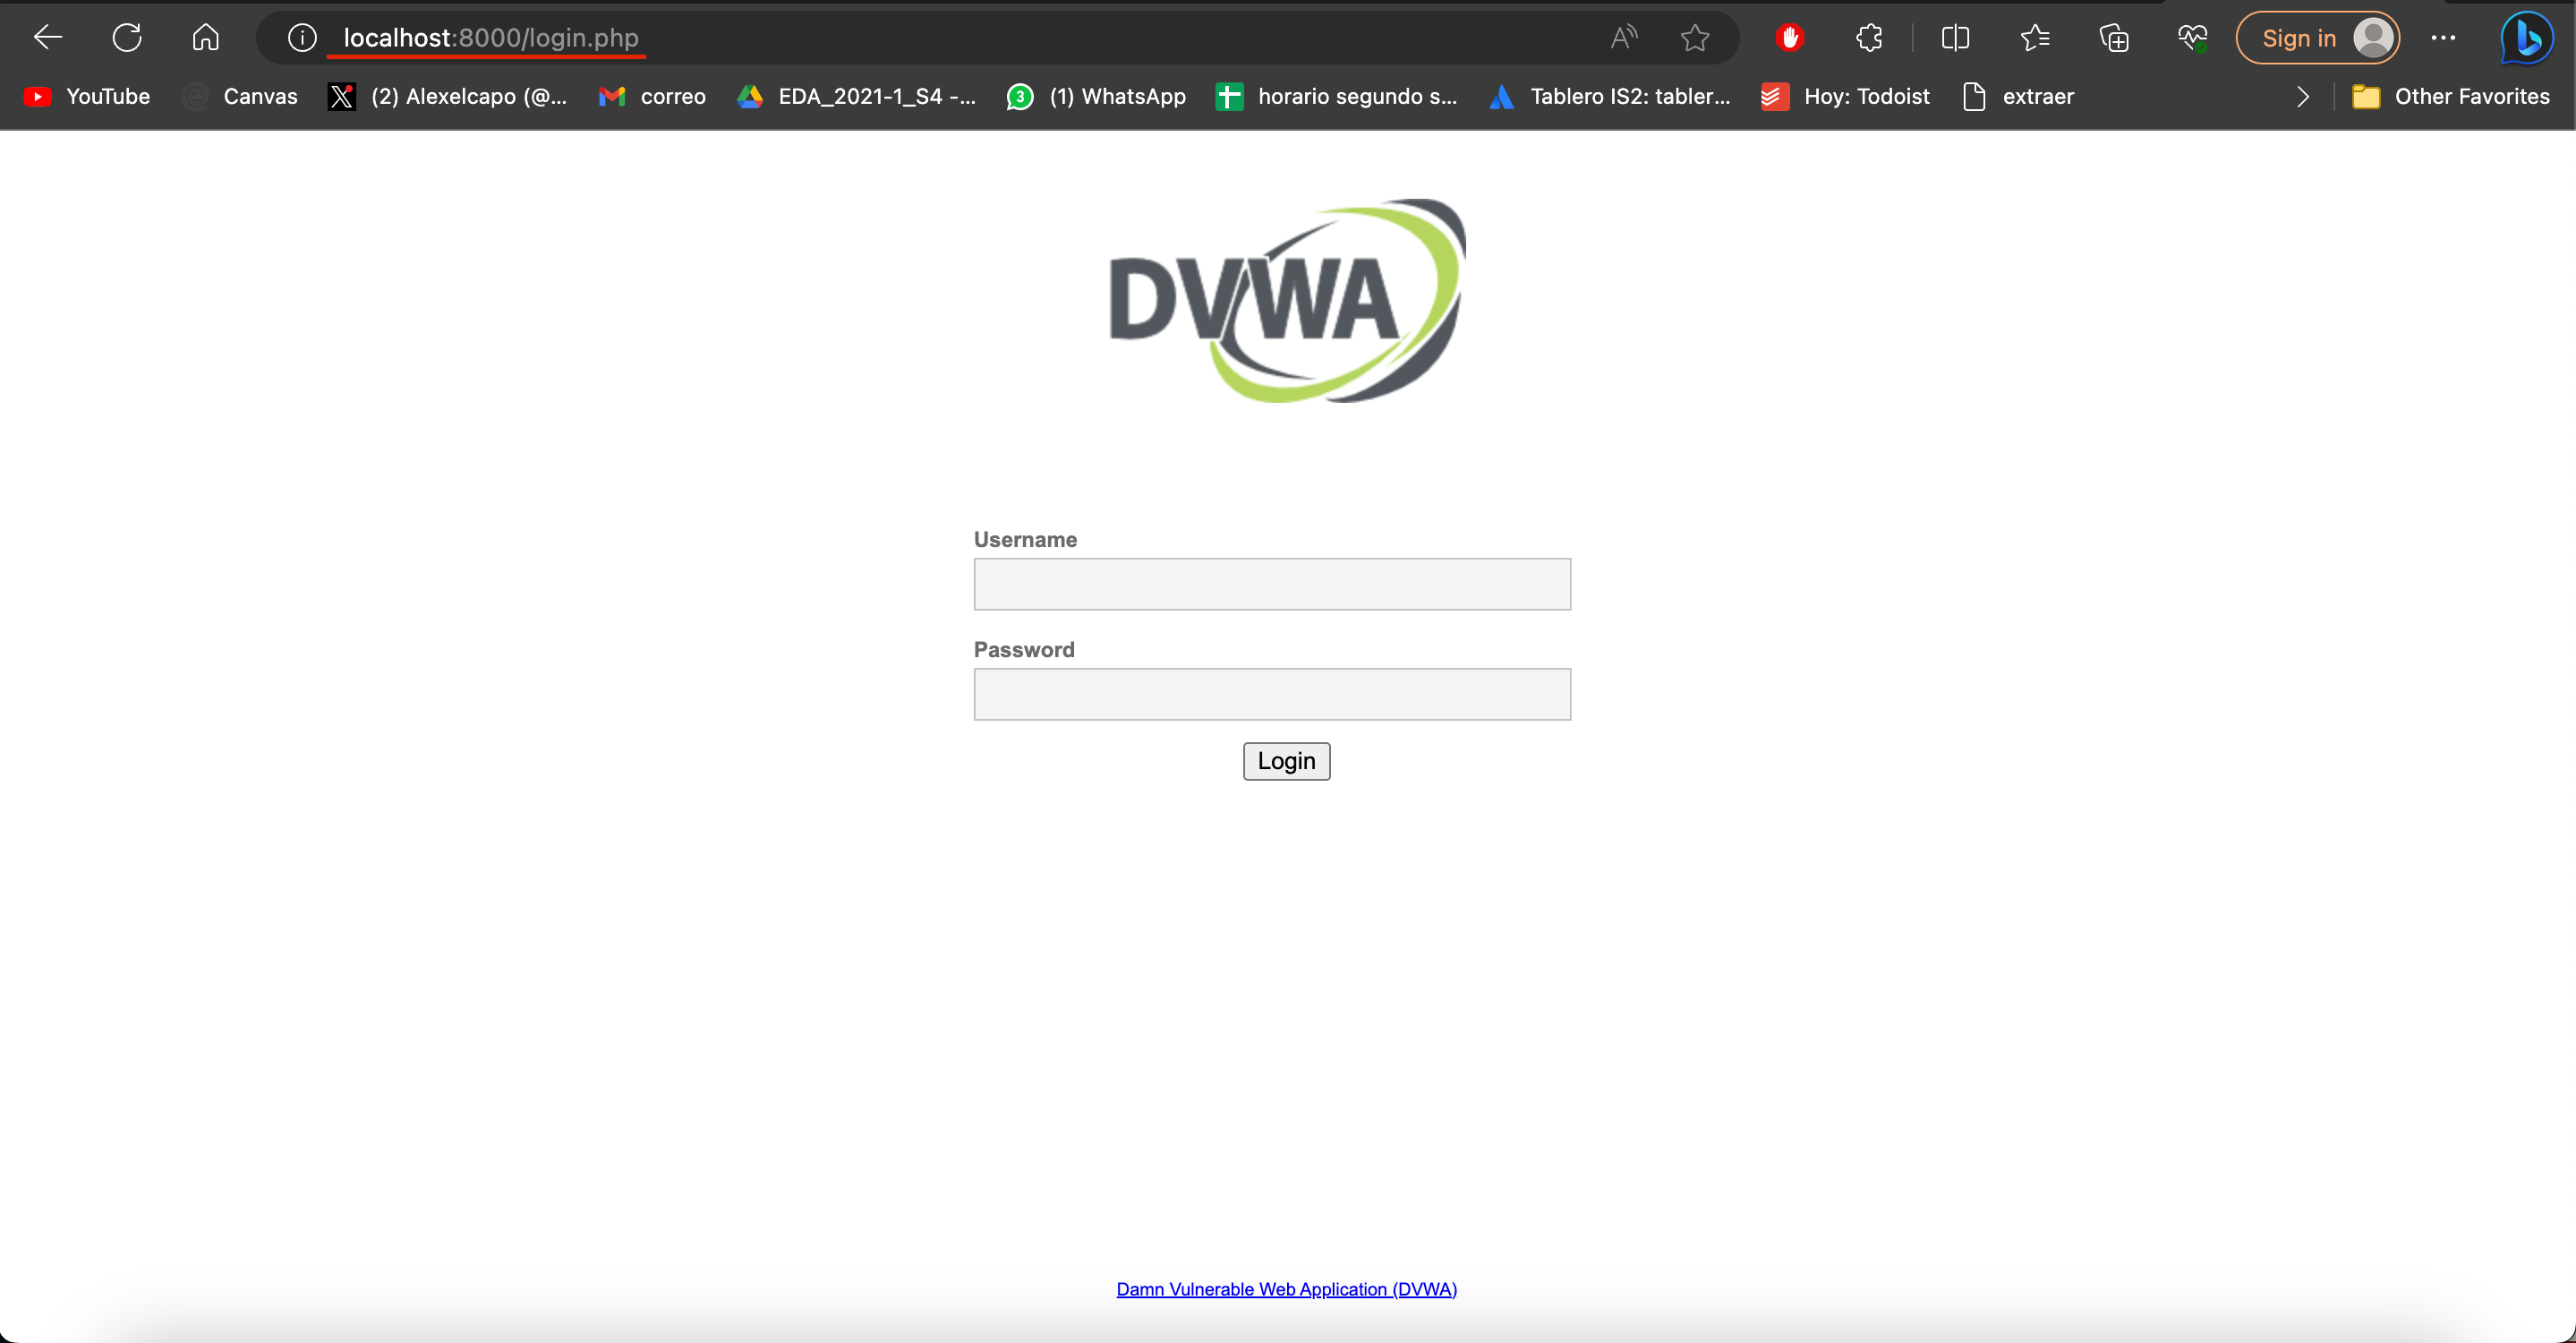 localhost:8000/login.php
Sign in
YouTube
Canvas
(2) Alexelcapo (@...
correo
EDA_2021-1_S4 -...
3
(1) WhatsApp
horario segundo s...
Tablero IS2: tabler...
Hoy: Todoist
extraer
Other Favorites
DVWA
Username
Password
Login
Damn Vulnerable Web Application (DVWA)